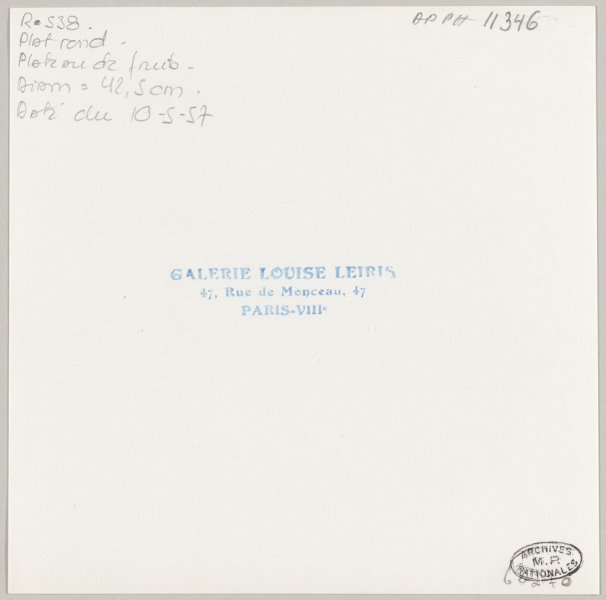 R.538.
APPH 11346
Plat rond.
Plateau de fruits.
Diam = 42,5 cm.
Daté du 10-5-57
GALERIE LOUISE LEIRIS
47, Rue de Monceau, 47
PARIS-VIIIe
ARCHIVES
M.P.
NATIONALES